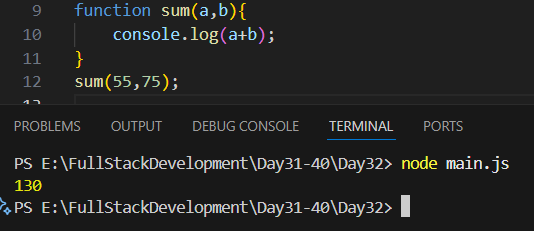 9 function sum(a,b){
10     console.log(a+b);
11 }
12 sum(55,75);
13
PROBLEMS OUTPUT DEBUG CONSOLE TERMINAL PORTS
PS E:\FullStackDevelopment\Day31-40\Day32> node main.js
130
PS E:\FullStackDevelopment\Day31-40\Day32>